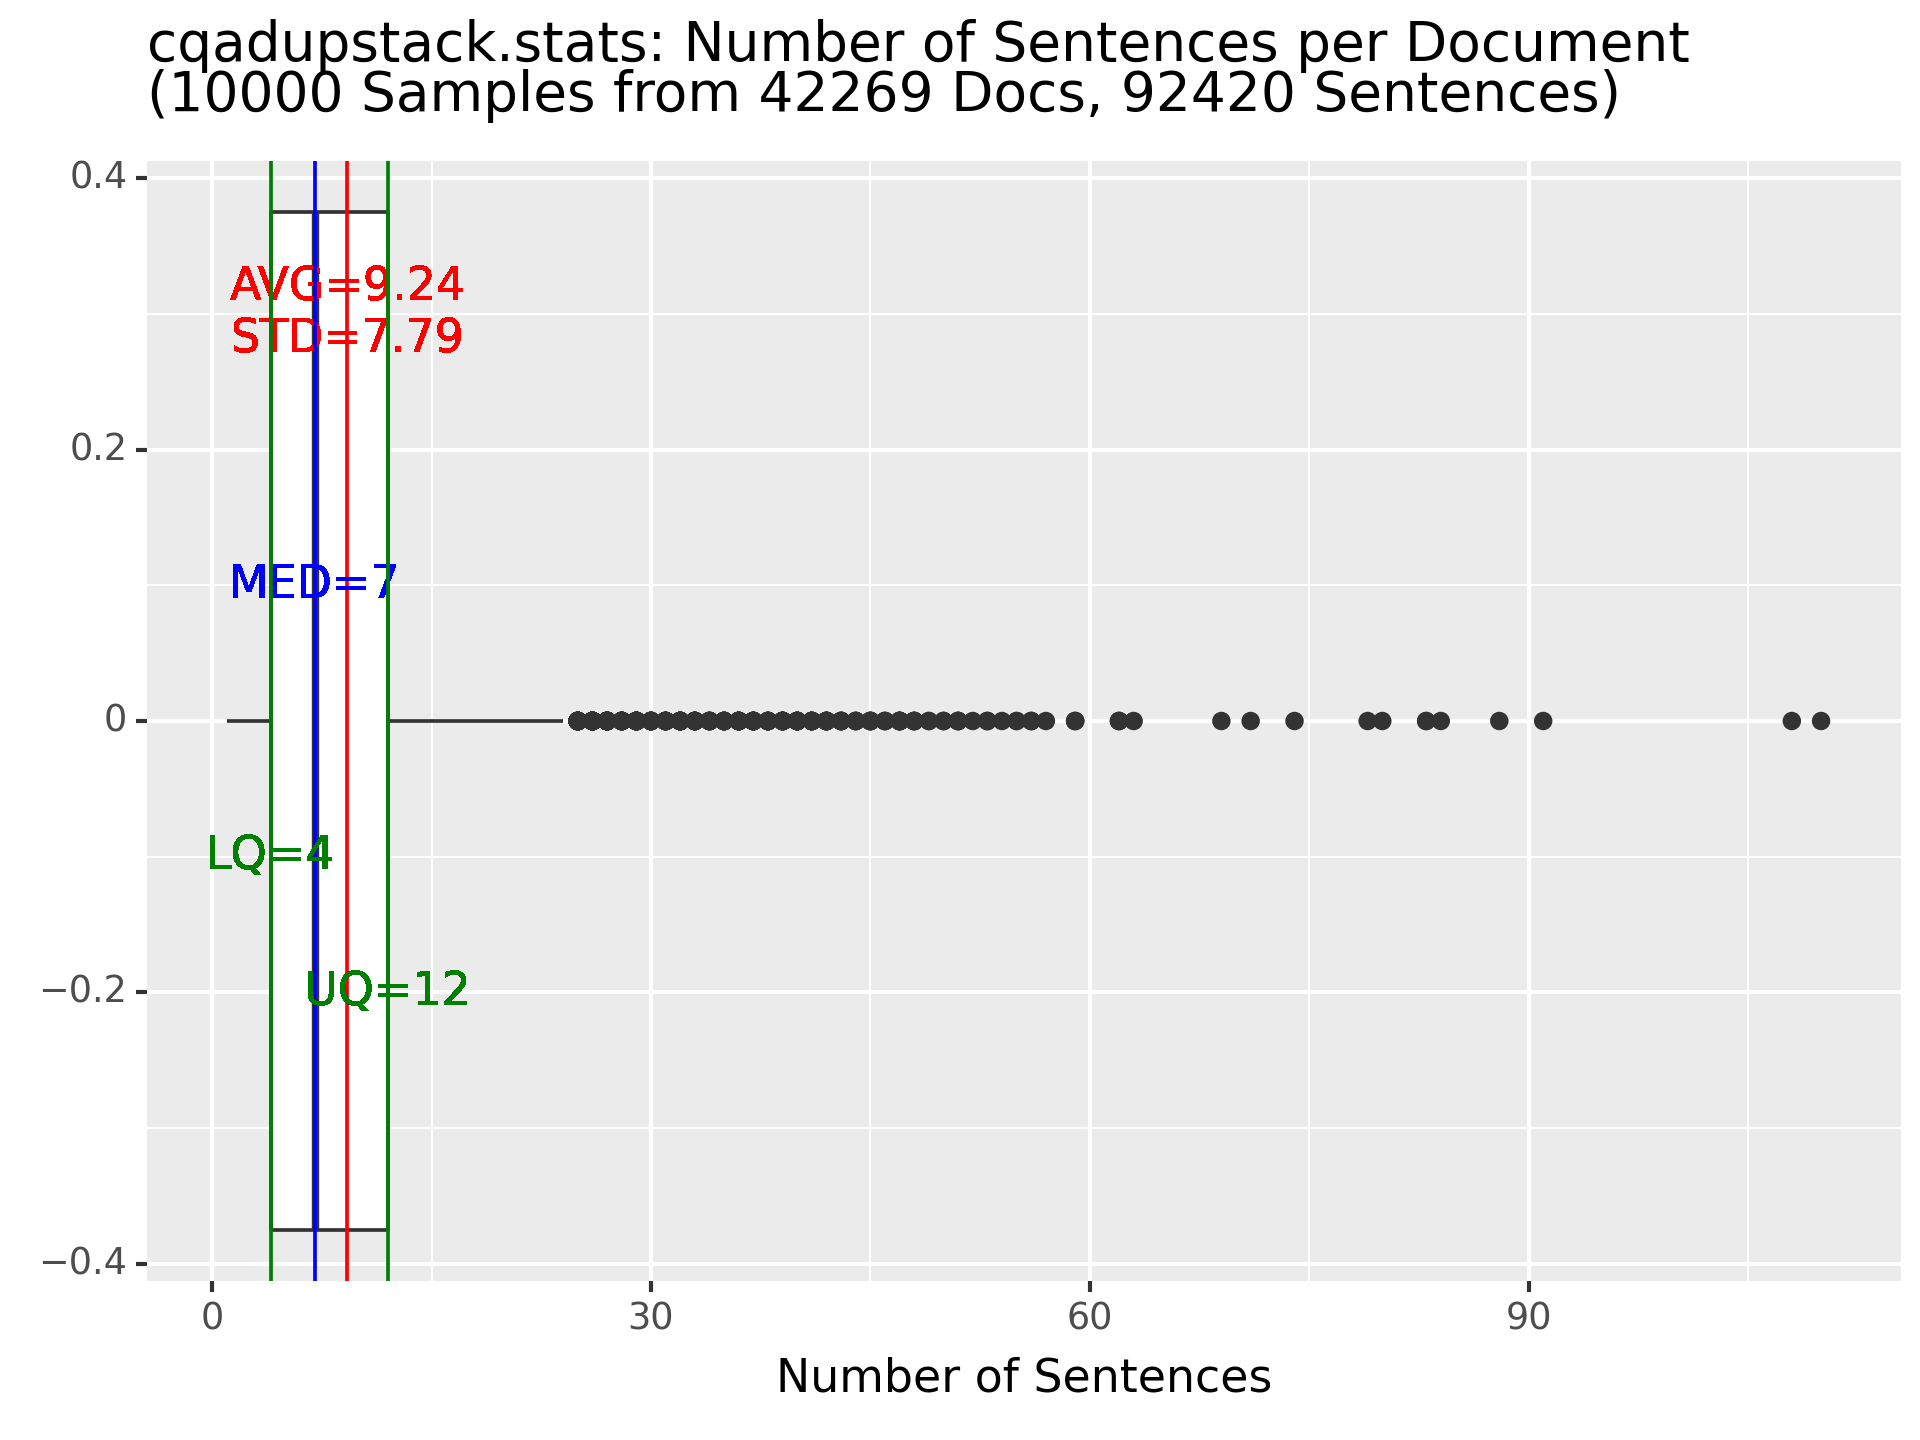 cqadupstack.stats: Number of Sentences per Document
(10000 Samples from 42269 Docs, 92420 Sentences)
0.4
AVG=9.24
STD=7.79
0.2
MED=7
0
LQ=4
−0.2
UQ=12
−0.4
0 30 60 90
Number of Sentences